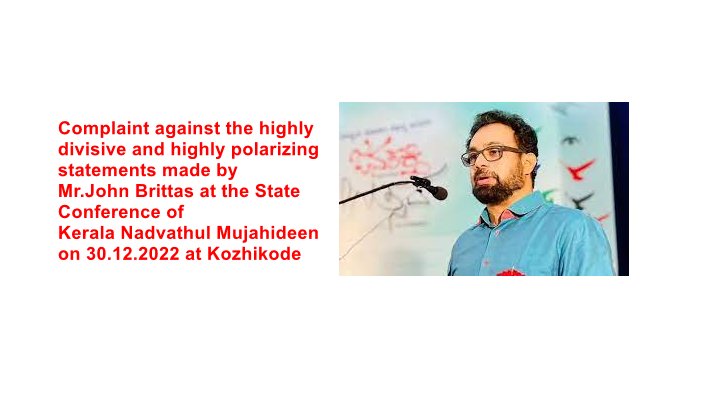 Complaint against the highly
divisive and highly polarizing
statements made by
Mr.John Brittas at the State
Conference of
Kerala Nadvathul Mujahideen
on 30.12.2022 at Kozhikode